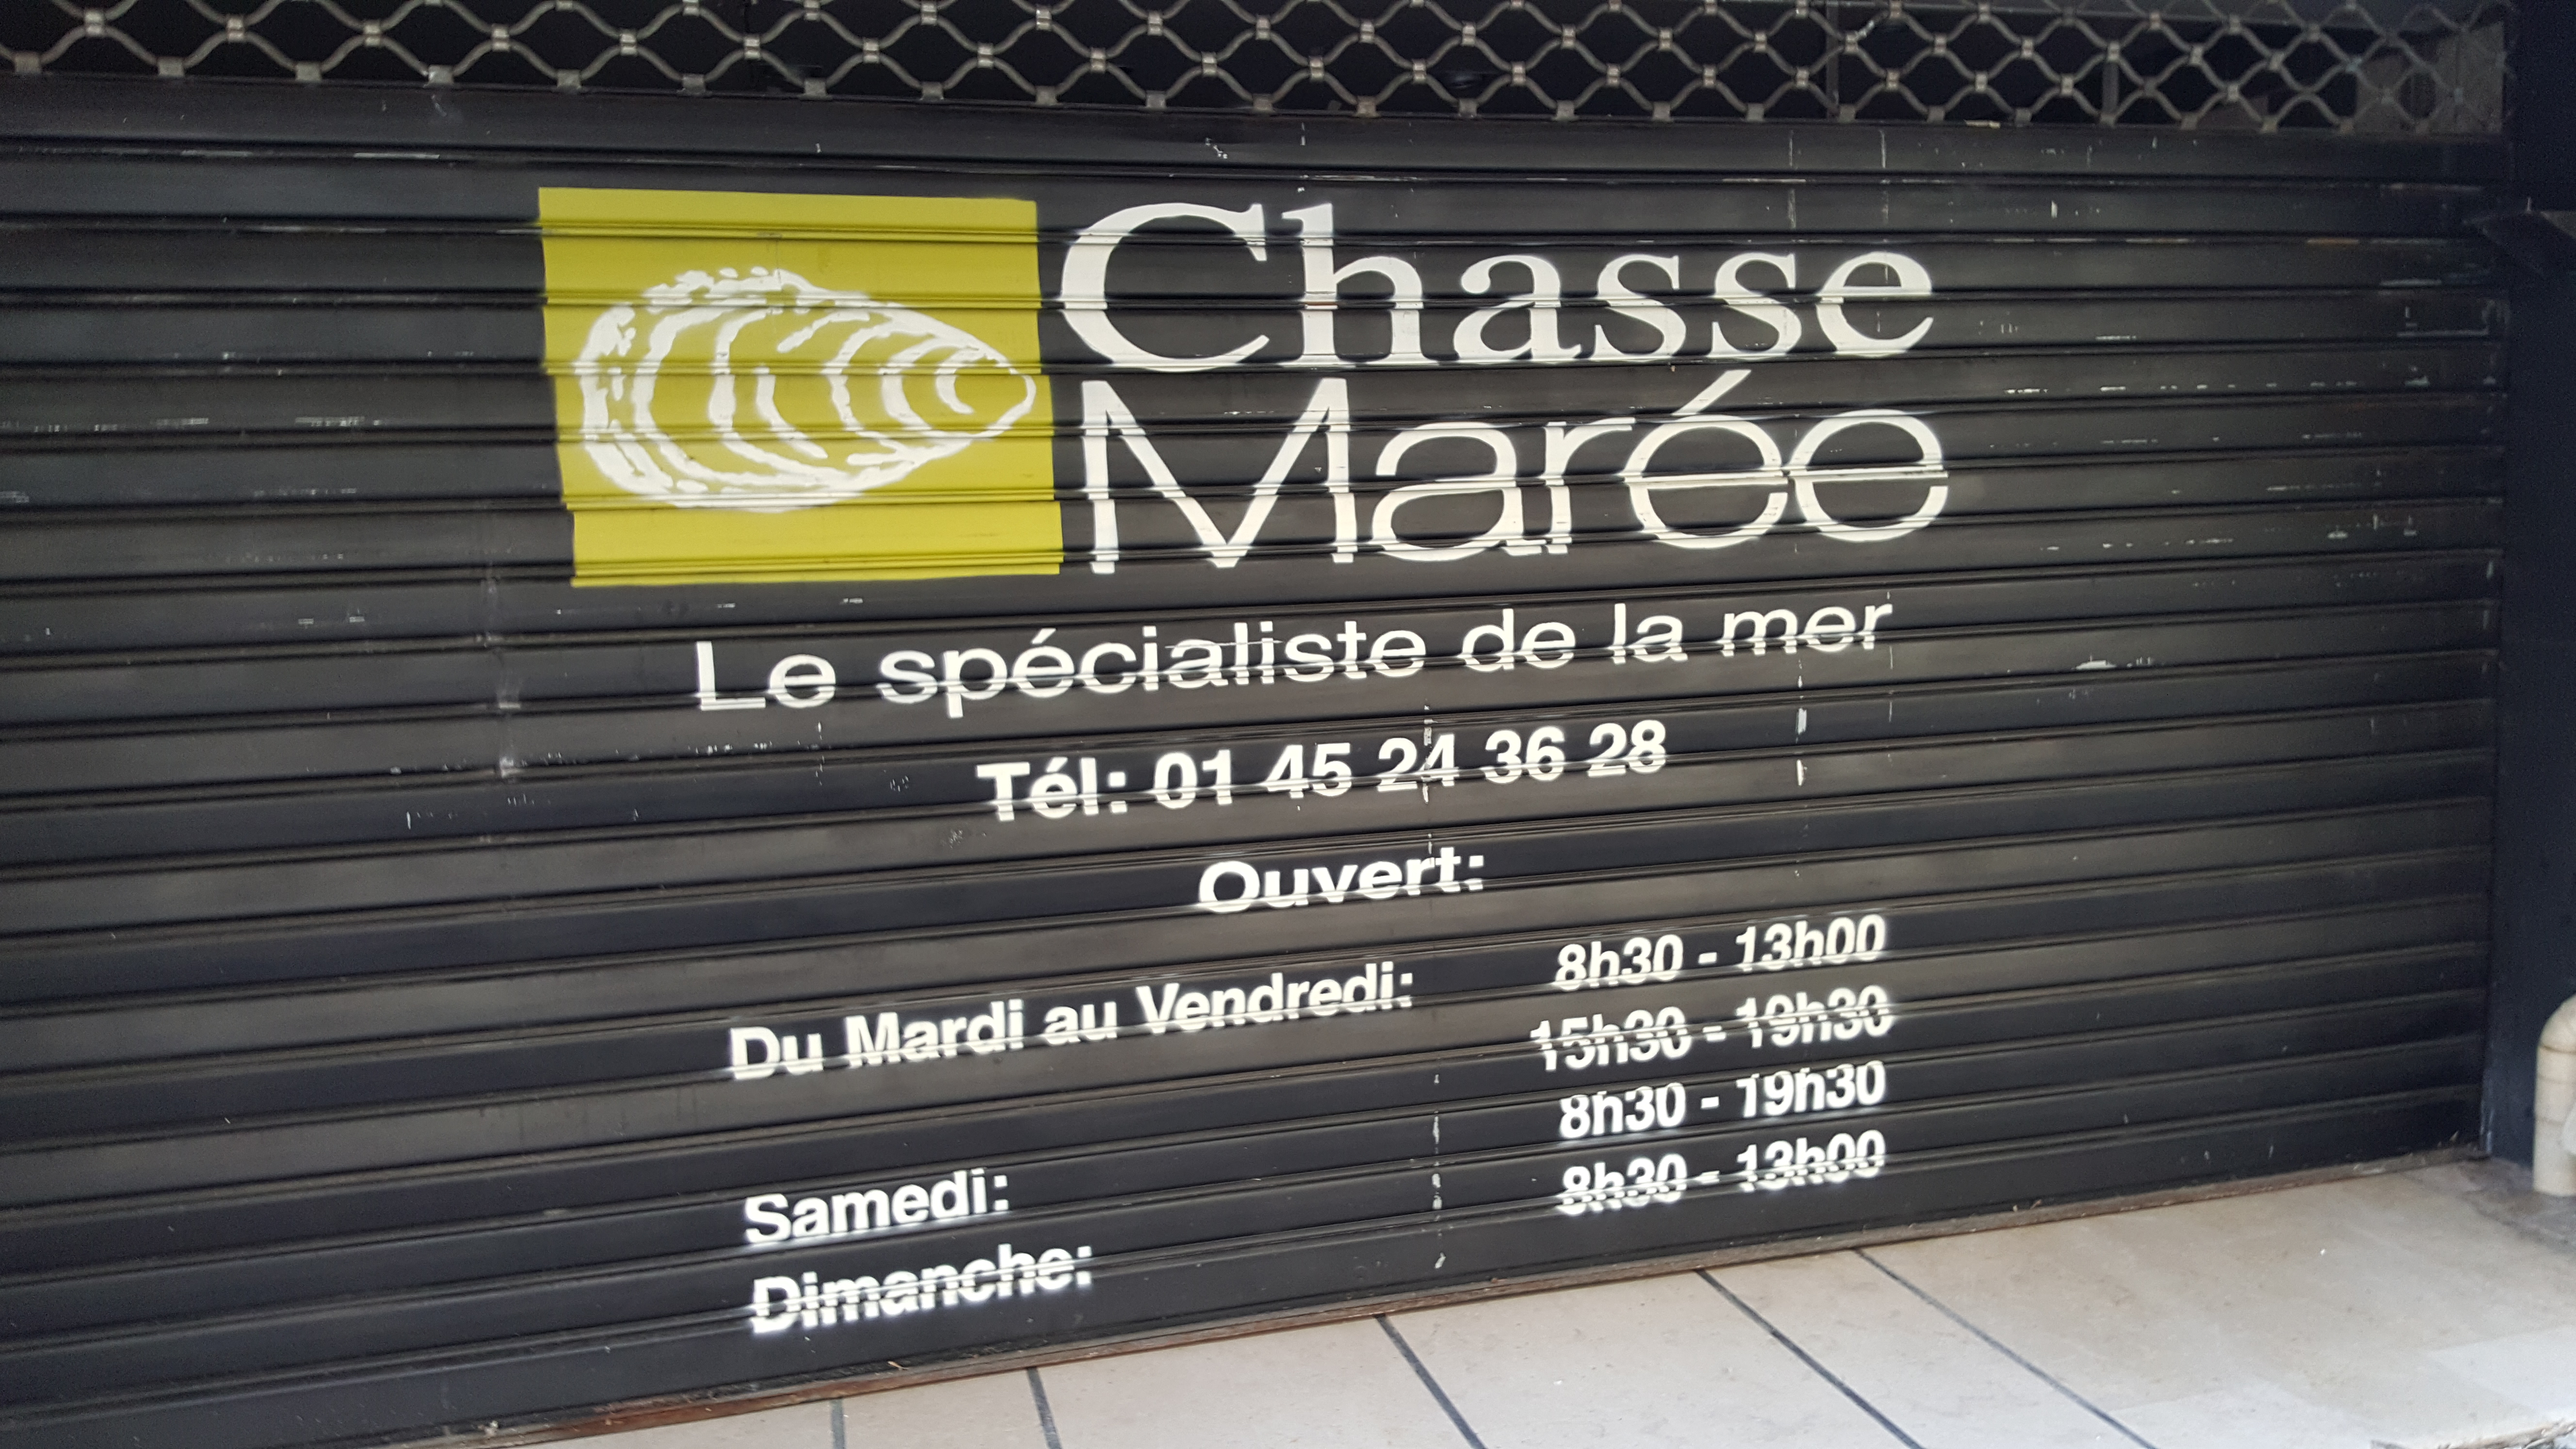 Chasse
Marée
Le spécialiste de la mer
Tél: 01 45 24 36 28
Ouvert:
Du Mardi au Vendredi: 8h30 - 13h00
15h30 - 19h30
Samedi: 8h30 - 19h30
Dimanche: 8h30 - 13h00